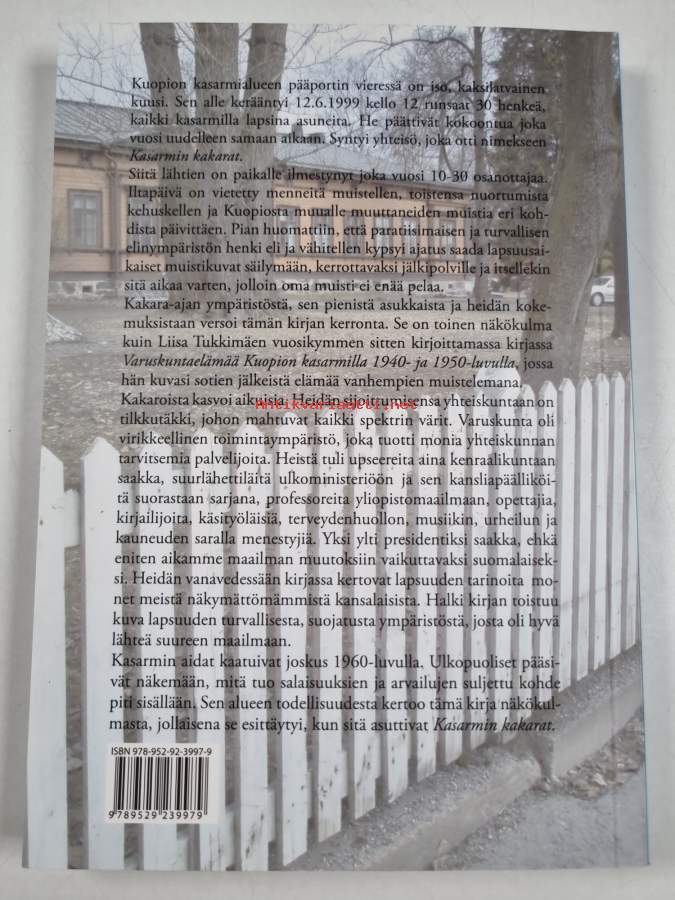 Kuopion kasarmialueen pääportin vieressä on iso, kaksilatvainen
kuusi. Sen alle kerääntyi 12.6.1999 kello 12 runsaat 30 henkeä,
kaikki kasarmilla lapsina asuneita. He päättivät kokoontua joka
vuosi uudelleen samaan aikaan. Syntyi yhteisö, joka otti nimekseen
Kasarmin kakarat.
Siitä lähtien on paikalle ilmestynyt joka vuosi 10-30 osanottajaa.
Iltapäivä on vietetty menneitä muistellen, toistensa nuortumista
kehuskellen ja Kuopiosta muualle muuttaneiden muistia eri koh-
dista päivittäen. Pian huomattiin, että paratiisimaisen ja turvallisen
elinympäristön henki eli ja vähitellen kypsyi ajatus saada lapsuusai-
kaiset muistikuvat säilymään, kerrottavaksi jälkipolville ja itsellekin
sitä aikaa varten, jolloin oma muisti ei enää pelaa.
Kakara-ajan ympäristöstä, sen pienistä asukkaista ja heidän koke-
muksistaan versoi tämän kirjan kerronta. Se on toinen näkökulma
kuin Liisa Tukkimäen vuosikymmen sitten kirjoittamassa kirjassa
Varuskuntaelämää Kuopion kasarmilla 1940- ja 1950-luvulla, jossa
hän kuvasi sotien jälkeistä elämää vanhempien muistelemana.
Kakaroista kasvoi aikuisia. Heidän sijoittumisensa yhteiskuntaan on
Antikvariaatti.net
tilkkutäkki, johon mahtuvat kaikki spektrin värit. Varuskunta oli
virikkeellinen toimintaympäristö, joka tuotti monia yhteiskunnan
tarvitsemia palvelijoita. Heistä tuli upseereita aina kenraalikuntaan
saakka, suurlähettiläitä ulkoministeriöön ja sen kansliapäälliköi-
tä suorastaan sarjana, professoreita yliopistomaailmaan, opettajia,
kirjailijoita, käsityöläisiä, terveydenhuollon, musiikin, urheilun ja
kauneuden saralla menestyjiä. Yksi ylti presidentiksi saakka, ehkä
eniten aikamme maailman muutoksiin vaikuttavaksi suomalaisek-
si. Heidän vanavedessään kirjassa kertovat lapsuuden tarinoita mo-
net meistä näkymättömämmistä kansalaisista. Halki kirjan toistuu
kuva lapsuuden turvallisesta, suojatusta ympäristöstä, josta oli hyvä
lähteä suureen maailmaan.
Kasarmin aidat kaatuivat joskus 1960-luvulla. Ulkopuoliset pääsi-
vät näkemään, mitä tuo salaisuuksien ja arvailujen suljettu kohde
piti sisällään. Sen alueen todellisuudesta kertoo tämä kirja näkökul-
masta, jollaisena se esittäytyi, kun sitä asuttivat Kasarmin kakarat.
ISBN 978-952-92-3997-9
9 789529 239979